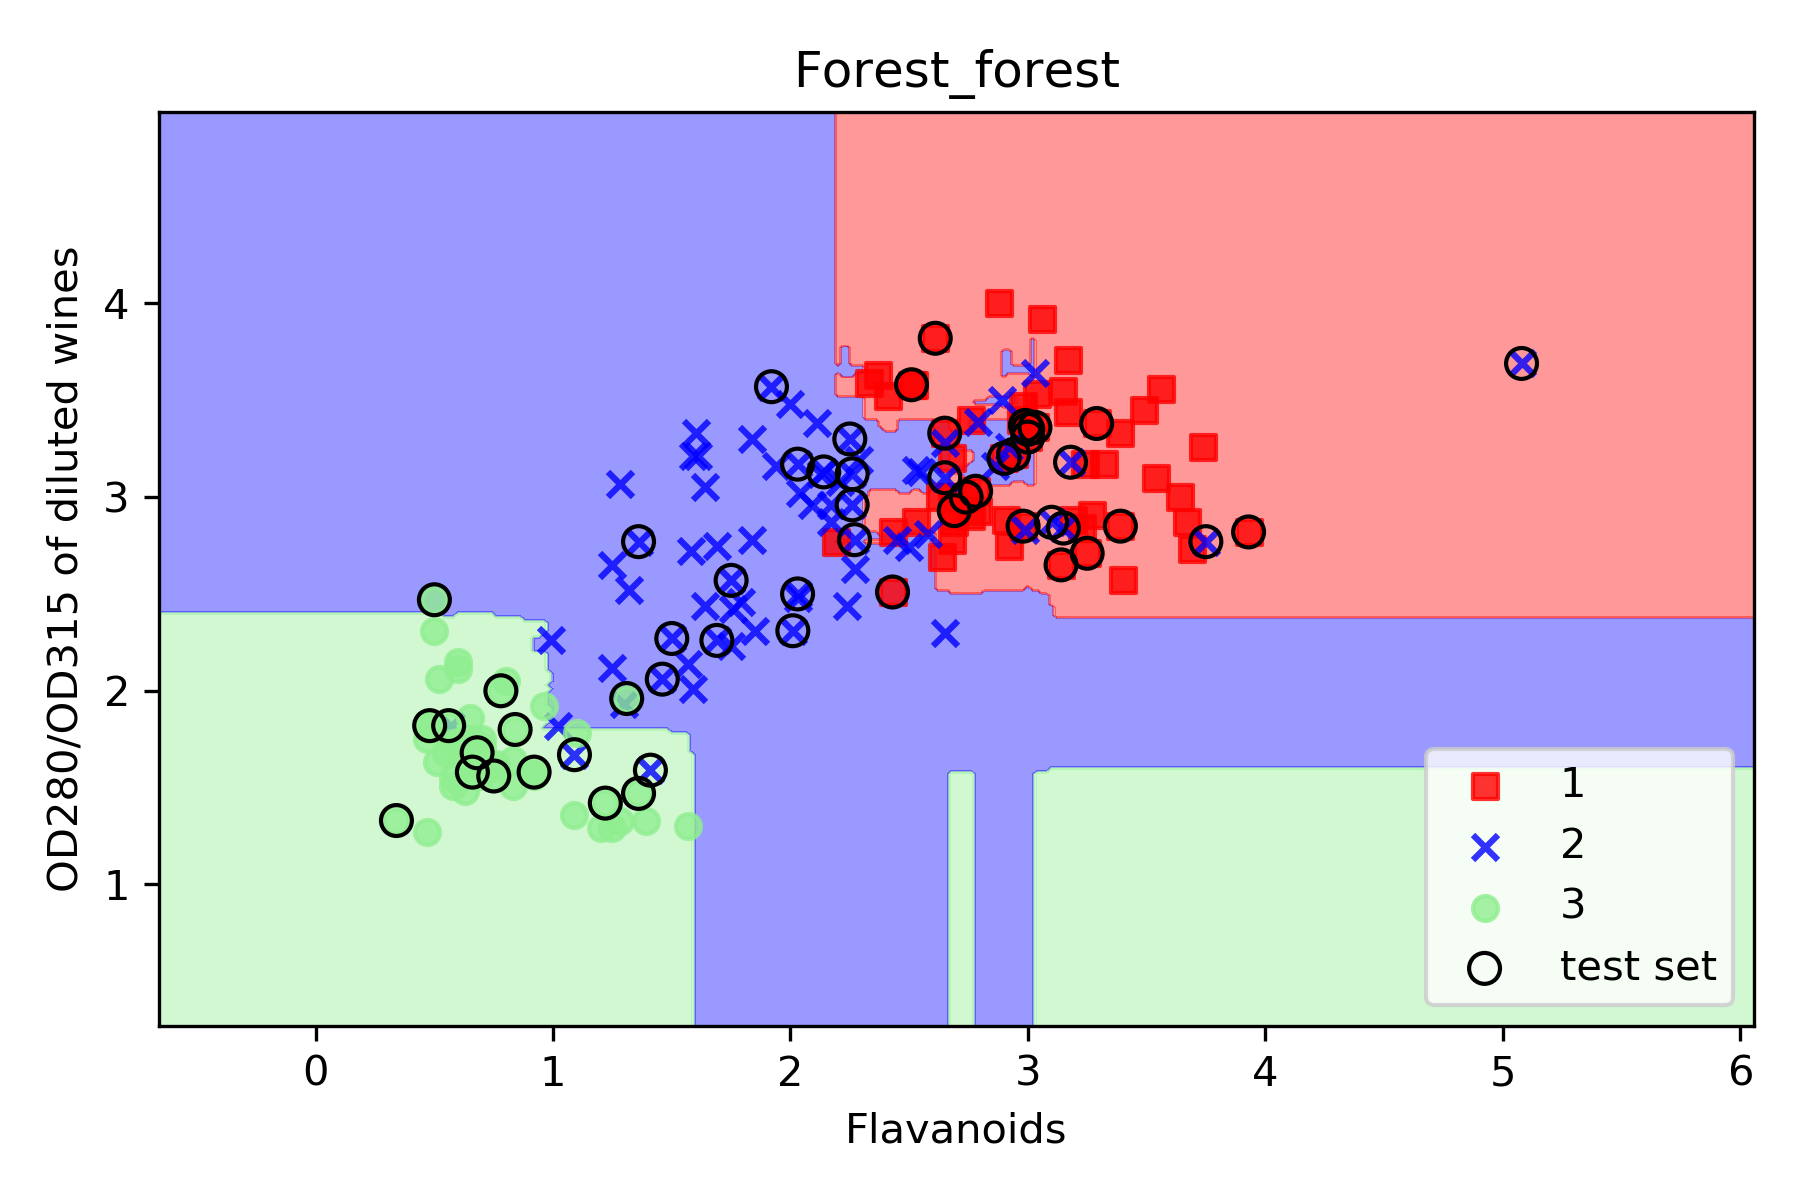 Forest_forest
OD280/OD315 of diluted wines
4
3
2
1
1
2
3
test set
0 1 2 3 4 5 6
Flavanoids